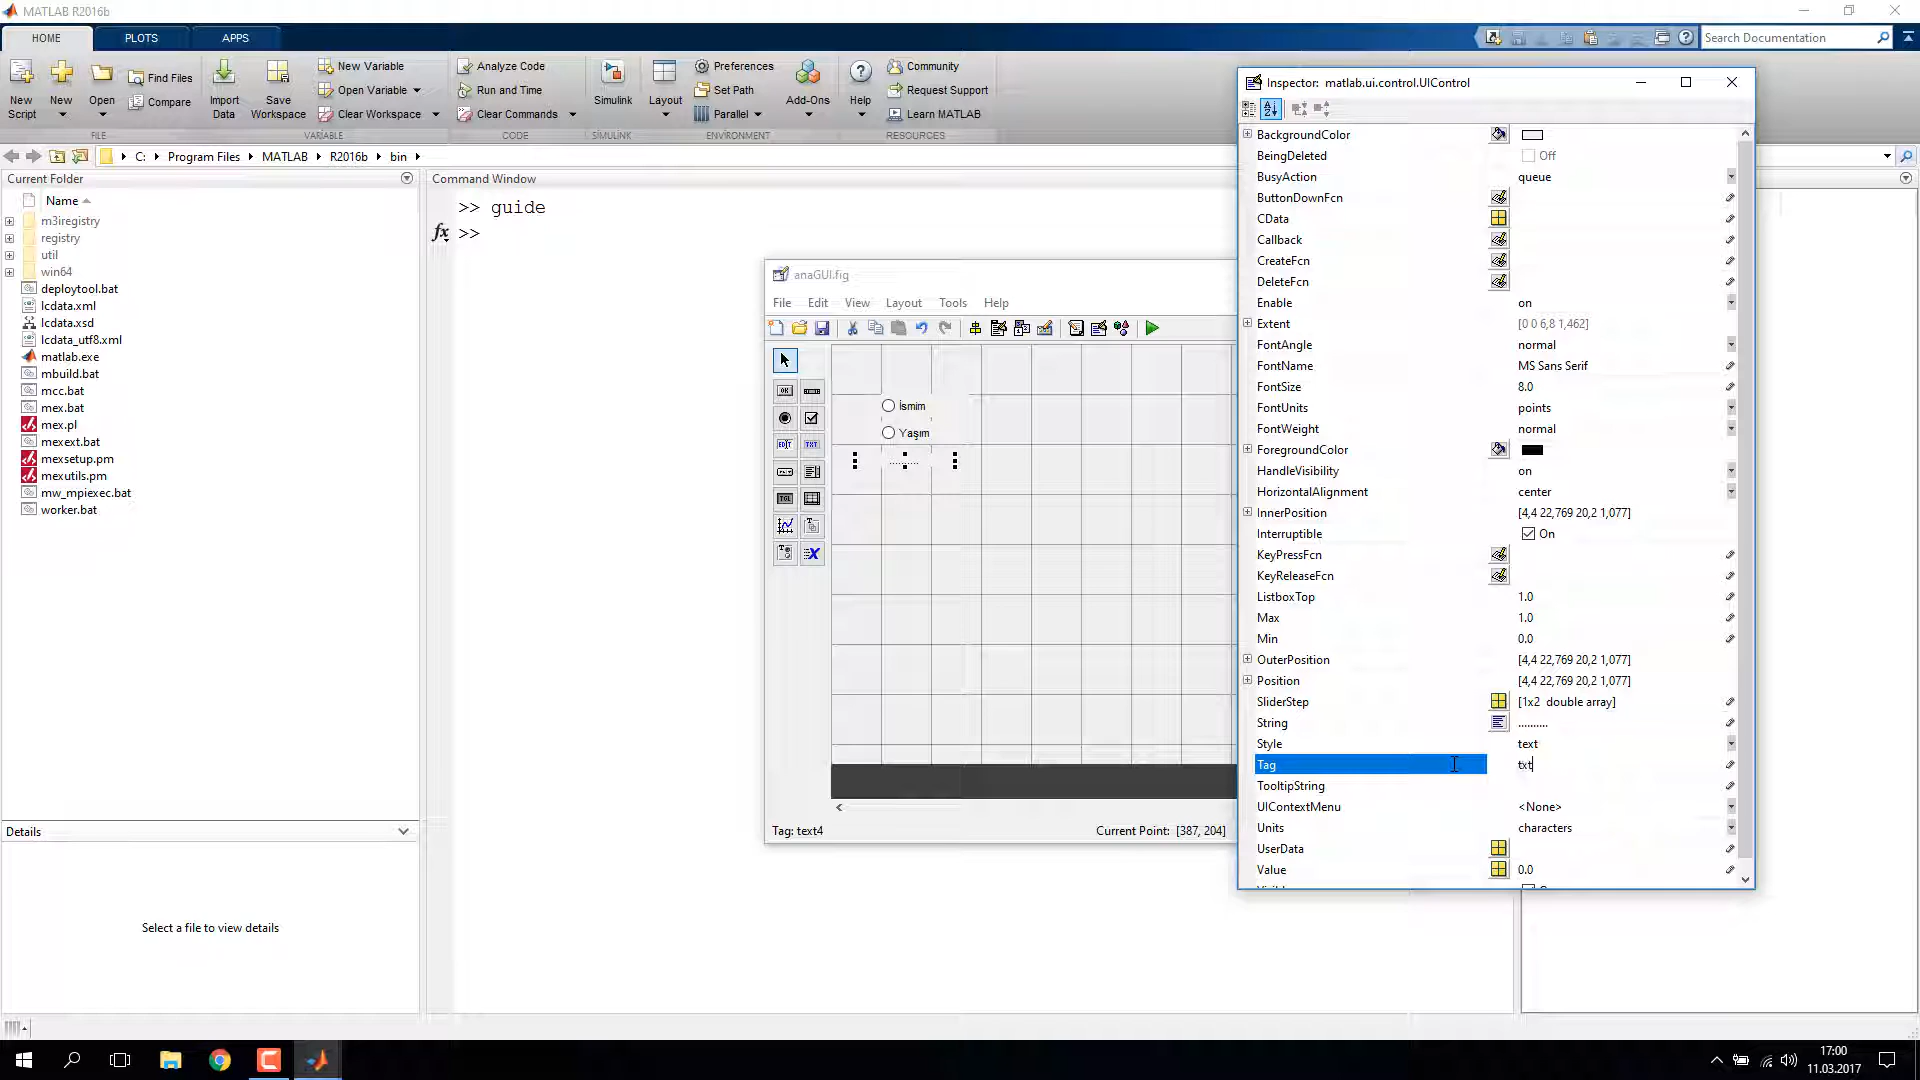 MATLAB R2016b
HOME PLOTS APPS
Search Documentation
New Script
New
Open
Find Files
Compare
Import Data
Save Workspace
New Variable
Open Variable
Clear Workspace
Analyze Code
Run and Time
Clear Commands
Simulink
Layout
Preferences
Set Path
Parallel
Add-Ons
Help
Community
Request Support
Learn MATLAB
FILE VARIABLE CODE SIMULINK ENVIRONMENT RESOURCES
C: Program Files MATLAB R2016b bin
Current Folder
Name
m3iregistry
registry
util
win64
deploytool.bat
lcdata.xml
lcdata.xsd
lcdata_utf8.xml
matlab.exe
mbuild.bat
mcc.bat
mex.bat
mex.pl
mexext.bat
mexsetup.pm
mexutils.pm
mw_mpiexec.bat
worker.bat
Details
Select a file to view details
Command Window
>> guide
fx >>
anaGUI.fig
File Edit View Layout Tools Help
OK
EDIT TXT
TGL
İsmim
Yaşım
..........
Tag: text4
Current Point: [387, 204]
Inspector: matlab.ui.control.UIControl
BackgroundColor
BeingDeleted Off
BusyAction queue
ButtonDownFcn
CData
Callback
CreateFcn
DeleteFcn
Enable on
Extent [0 0 6,8 1,462]
FontAngle normal
FontName MS Sans Serif
FontSize 8.0
FontUnits points
FontWeight normal
ForegroundColor
HandleVisibility on
HorizontalAlignment center
InnerPosition [4,4 22,769 20,2 1,077]
Interruptible On
KeyPressFcn
KeyReleaseFcn
ListboxTop 1.0
Max 1.0
Min 0.0
OuterPosition [4,4 22,769 20,2 1,077]
Position [4,4 22,769 20,2 1,077]
SliderStep [1x2 double array]
String ..........
Style text
Tag txt
TooltipString
UIContextMenu <None>
Units characters
UserData
Value 0.0
17:00
11.03.2017